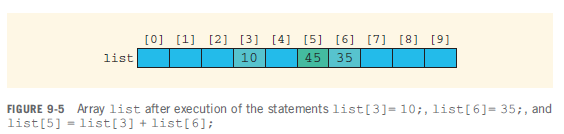 [0] [1] [2] [3] [4] [5] [6] [7] [8] [9]
list 10 45 35
FIGURE 9-5 Array list after execution of the statements list[3]= 10;, list[6]= 35;, and
list[5] = list[3] + list[6];